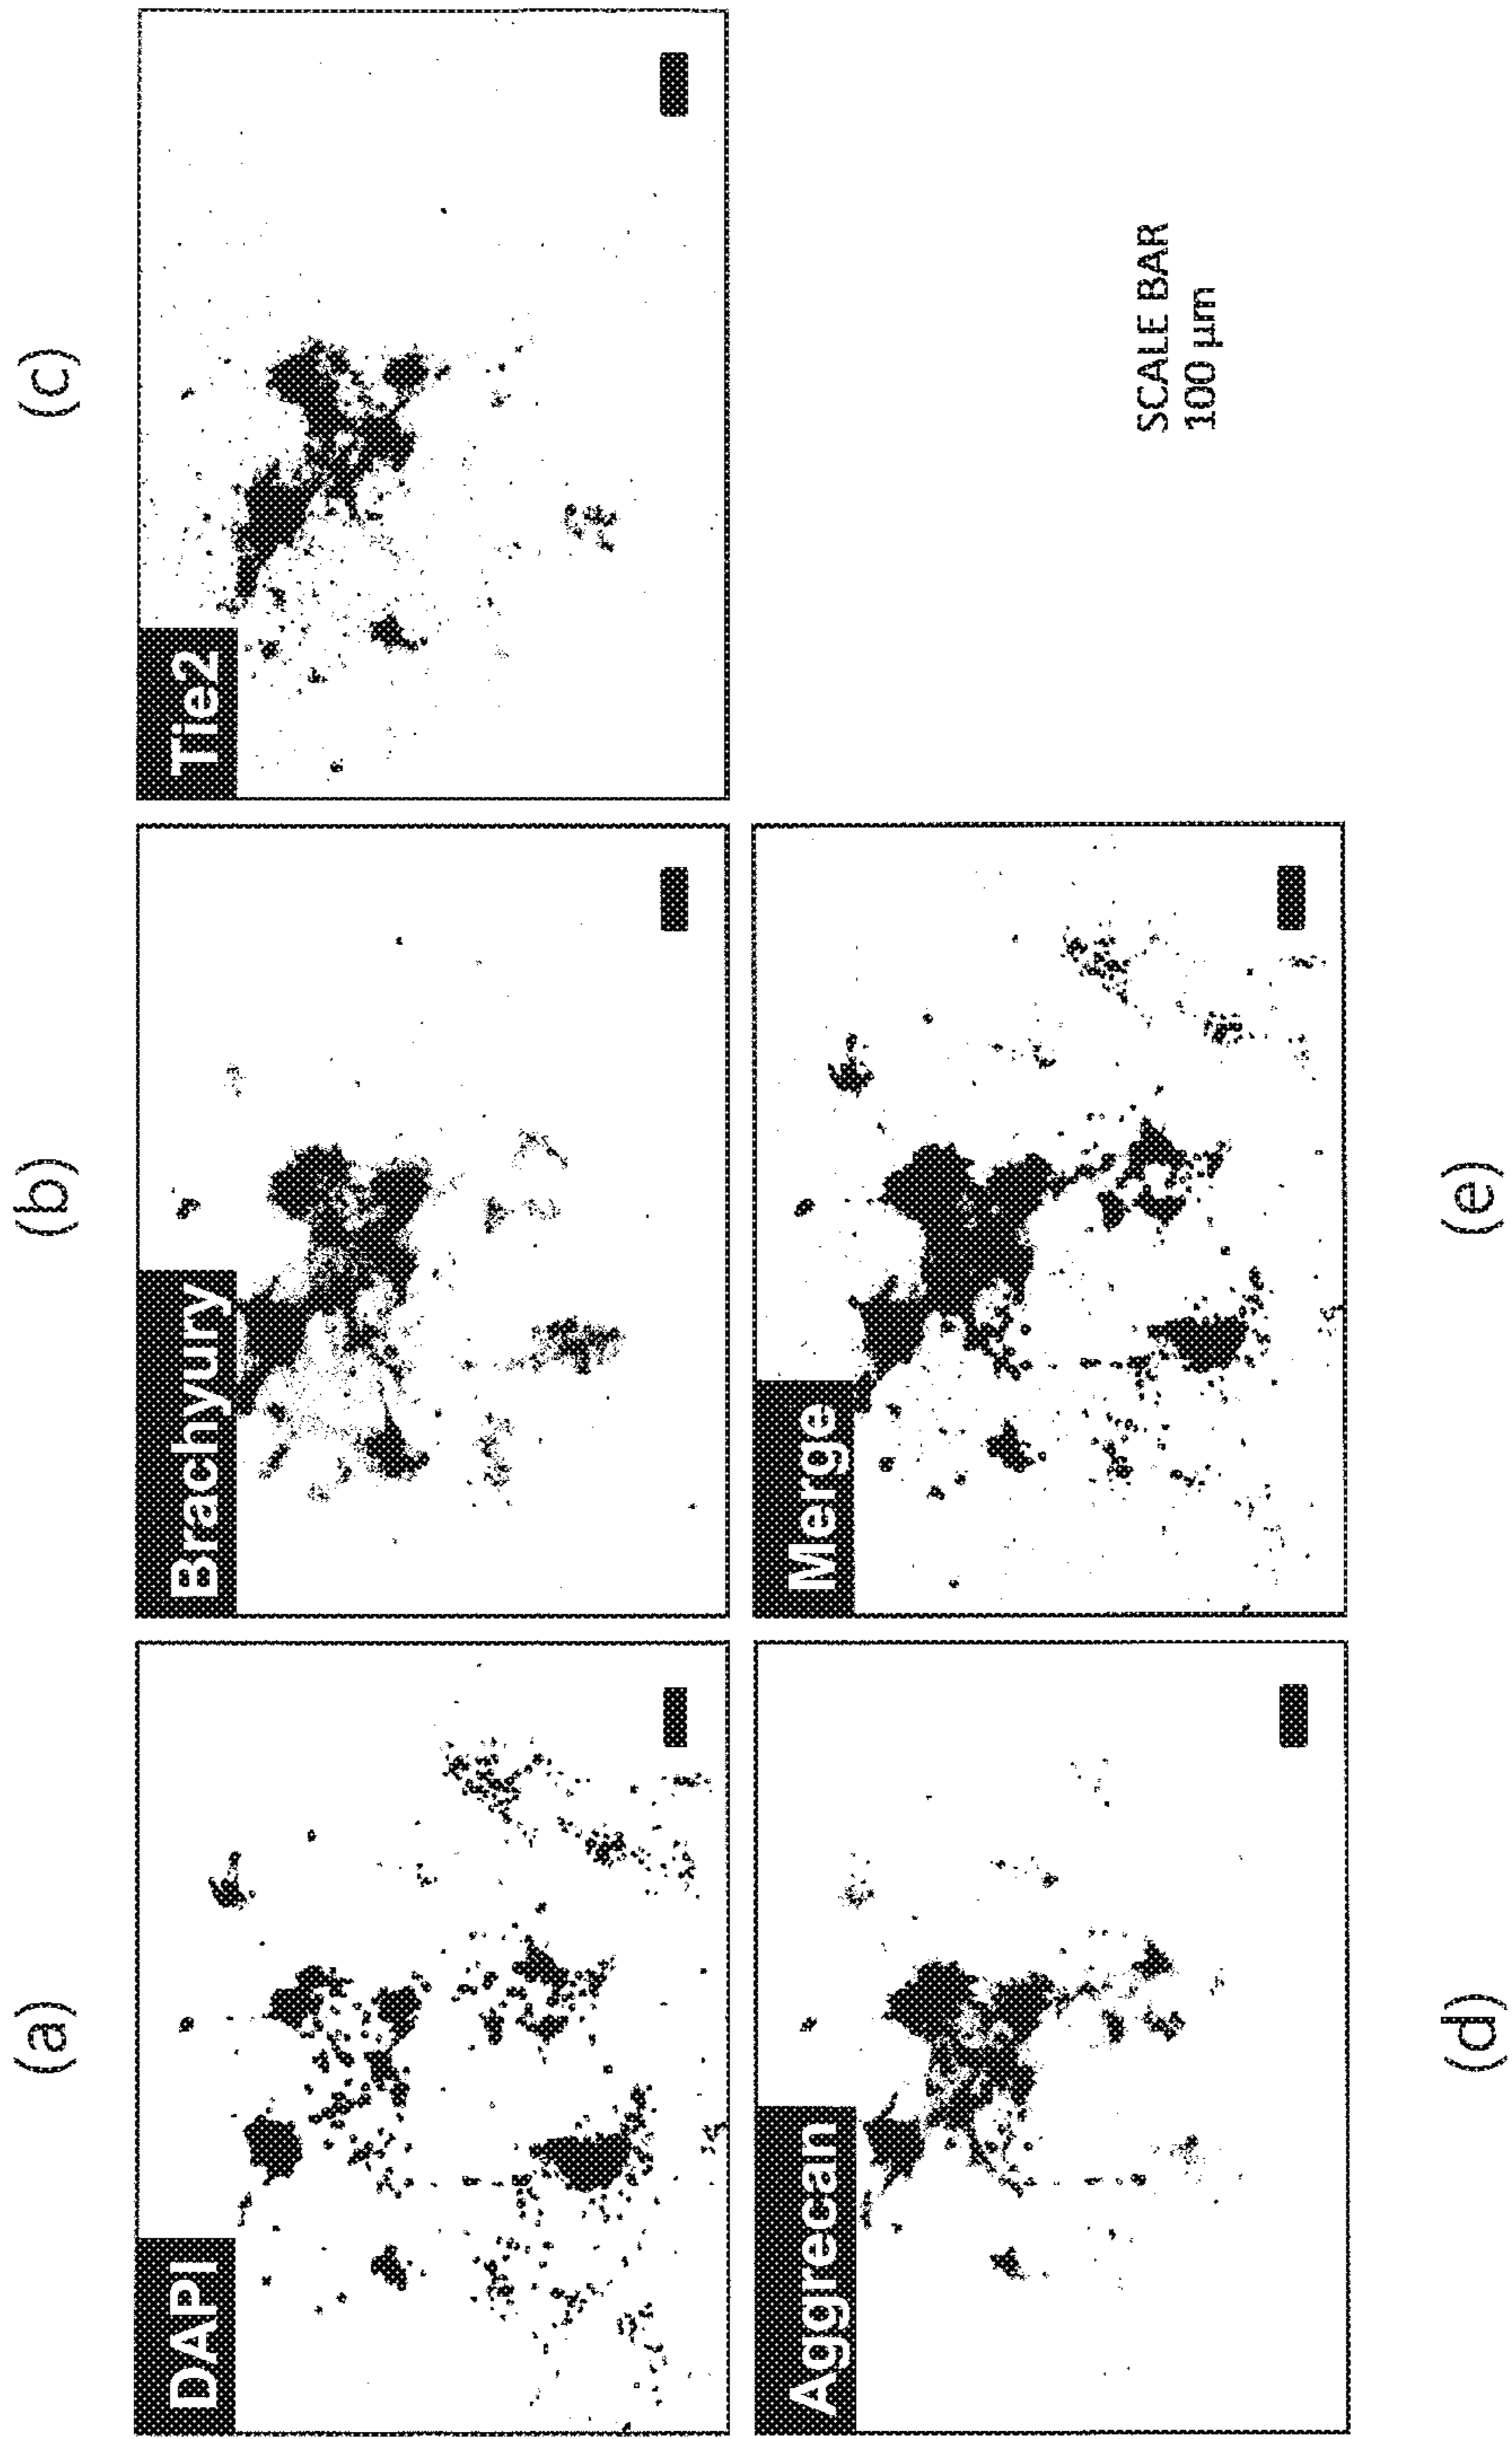 (a)
(b)
(c)
DAPI
Brachyury
Tie2
Aggrecan
Merge
SCALE BAR
100 µm
(d)
(e)